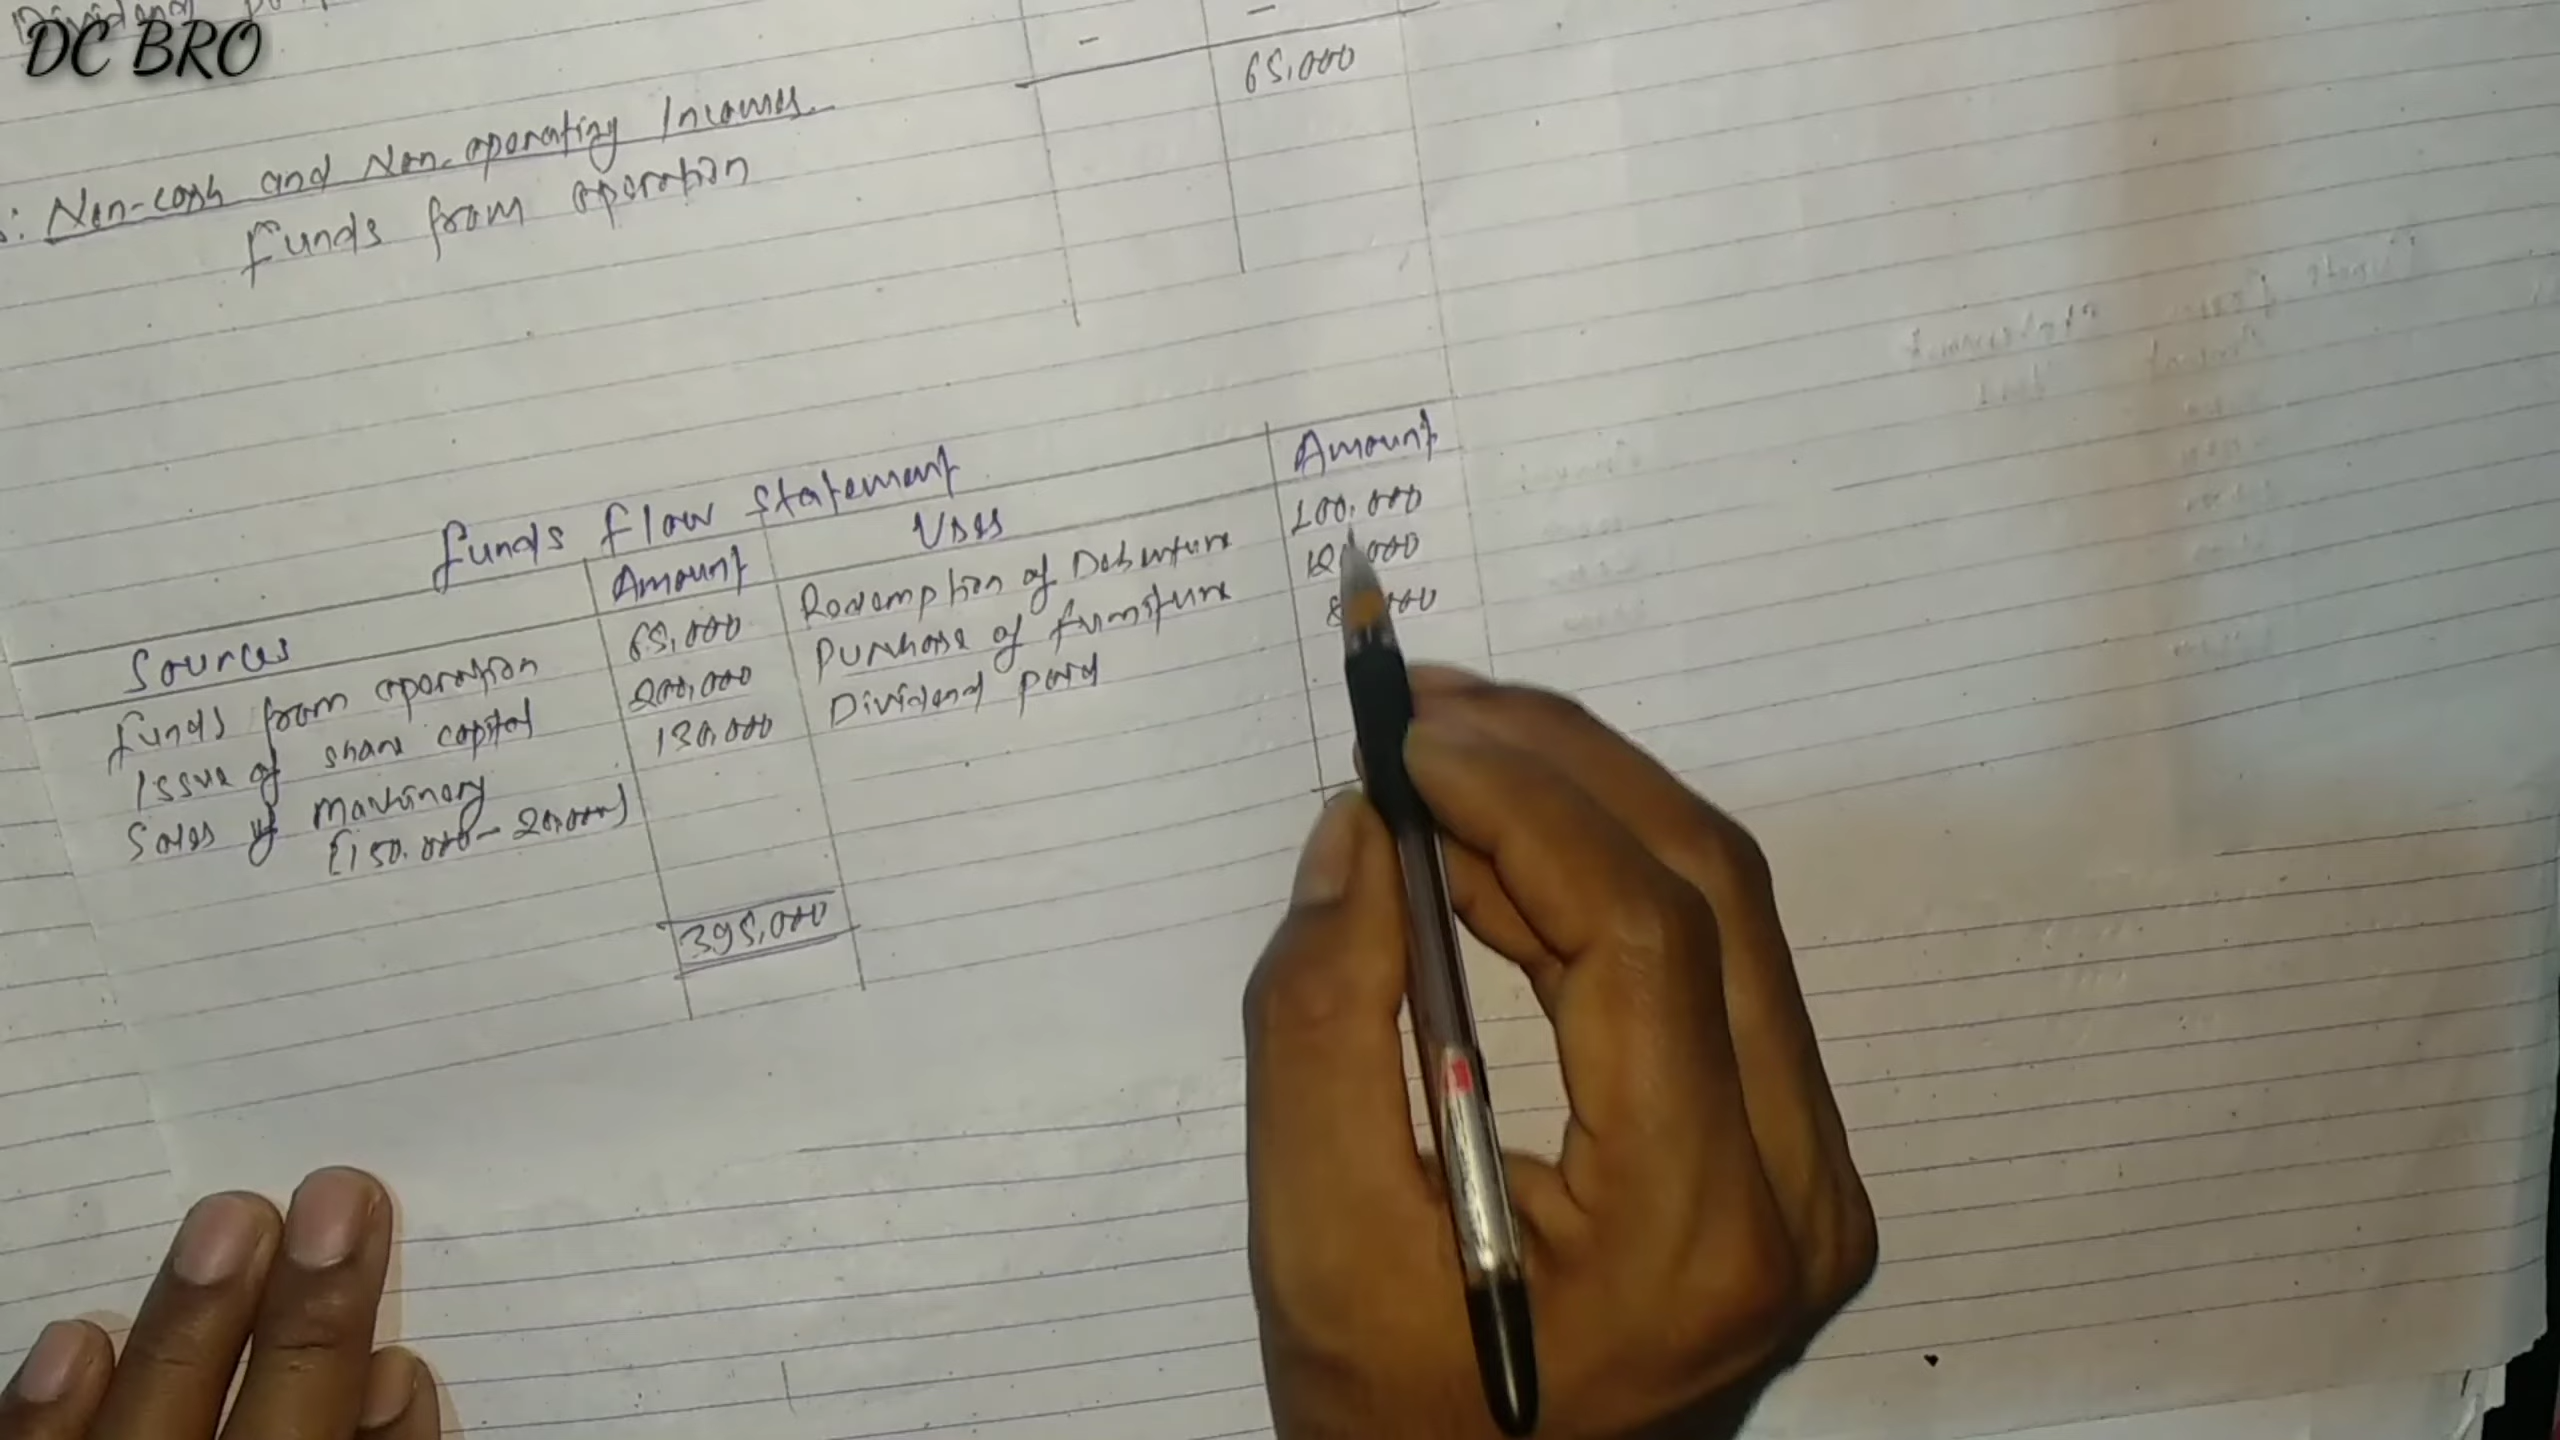 DC BRO
65,000
: Non-cash and Non-operating Incomes
Funds from operation
Funds Flow Statement
Sources Amount Uses Amount
Funds from operation 65,000 Redemption of Debenture 100,000
Issue of share capital 200,000 Purchase of furniture
Sales of Machinery 130,000 Dividend paid
[150,000 - 20,000]
395,000